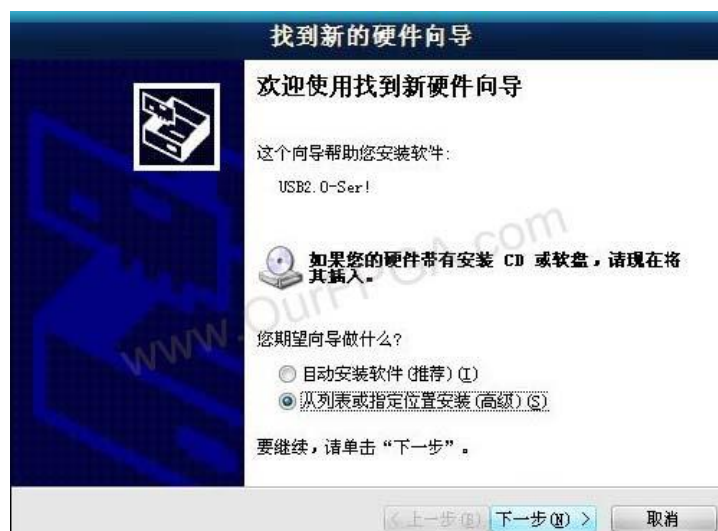 找到新的硬件向导
欢迎使用找到新硬件向导
这个向导帮助您安装软件:
USB2.0-Ser!
如果您的硬件带有安装 CD 或软盘,请现在将
其插入。
www.OurFPGA.com
您期望向导做什么?
自动安装软件(推荐)(I)
从列表或指定位置安装(高级)(S)
要继续,请单击“下一步”。
< 上一步(B) 下一步(N) > 取消